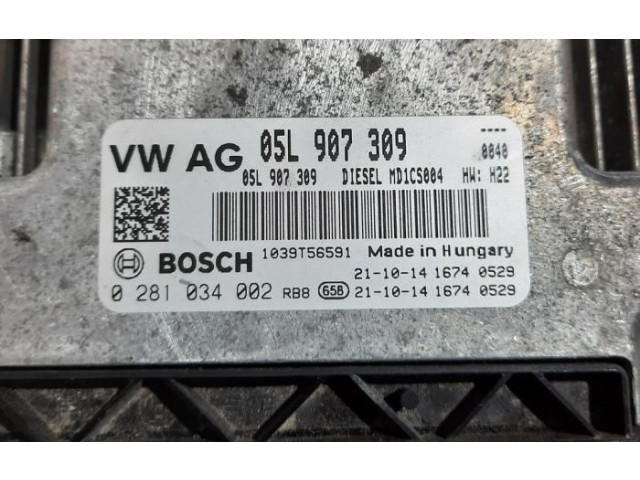 VW AG 05L 907 309 ----
0040
05L 907 309 DIESEL MD1CS004 HW: H22
BOSCH 1039T56591 Made in Hungary
21-10-14 1674 0529
0 281 034 002 RB8 658 21-10-14 1674 0529